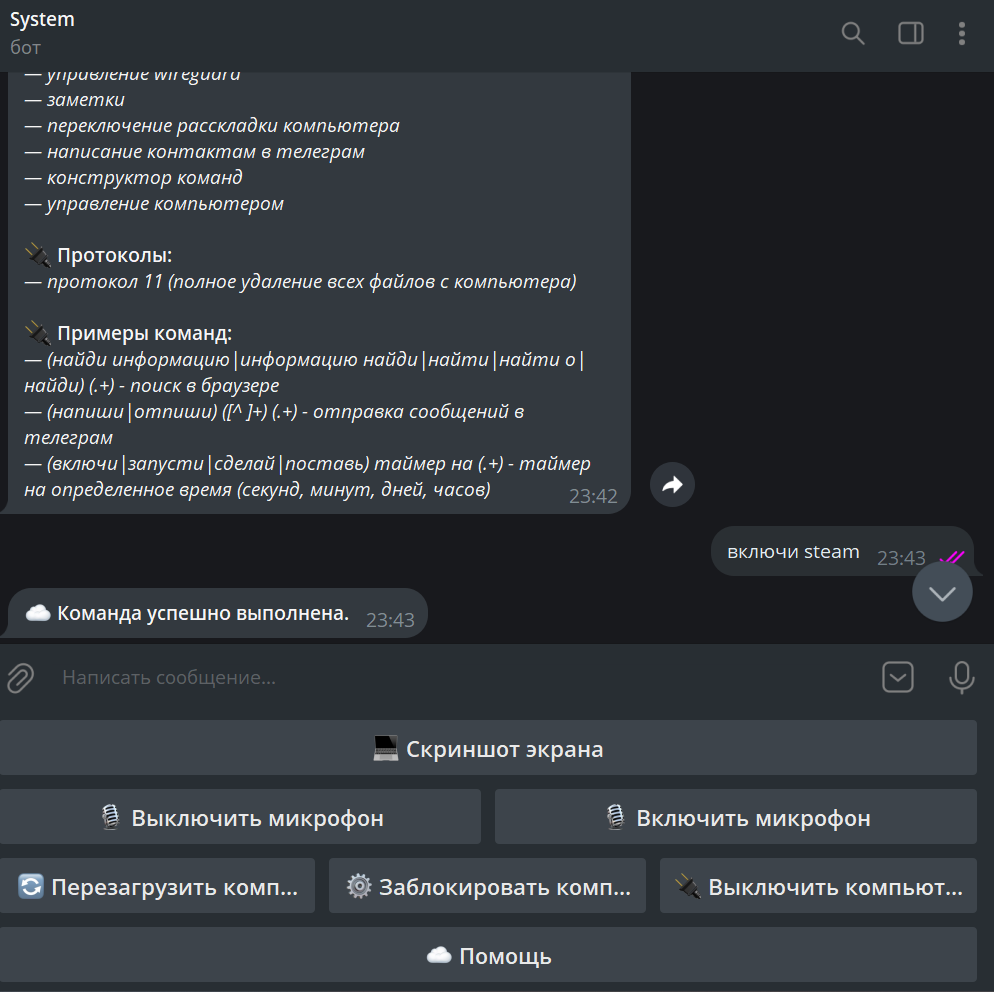 System
бот
— управление wireguard
— заметки
— переключение расскладки компьютера
— написание контактам в телеграм
— конструктор команд
— управление компьютером
Протоколы:
— протокол 11 (полное удаление всех файлов с компьютера)
Примеры команд:
— (найди информацию|информацию найди|найти|найти о|
найди) (.+) - поиск в браузере
— (напиши|отпиши) ([^ ]+) (.+) - отправка сообщений в
телеграм
— (включи|запусти|сделай|поставь) таймер на (.+) - таймер
на определенное время (секунд, минут, дней, часов)
23:42
включи steam 23:43
Команда успешно выполнена. 23:43
Написать сообщение...
Скриншот экрана
Выключить микрофон
Включить микрофон
Перезагрузить комп...
Заблокировать комп...
Выключить компьют...
Помощь